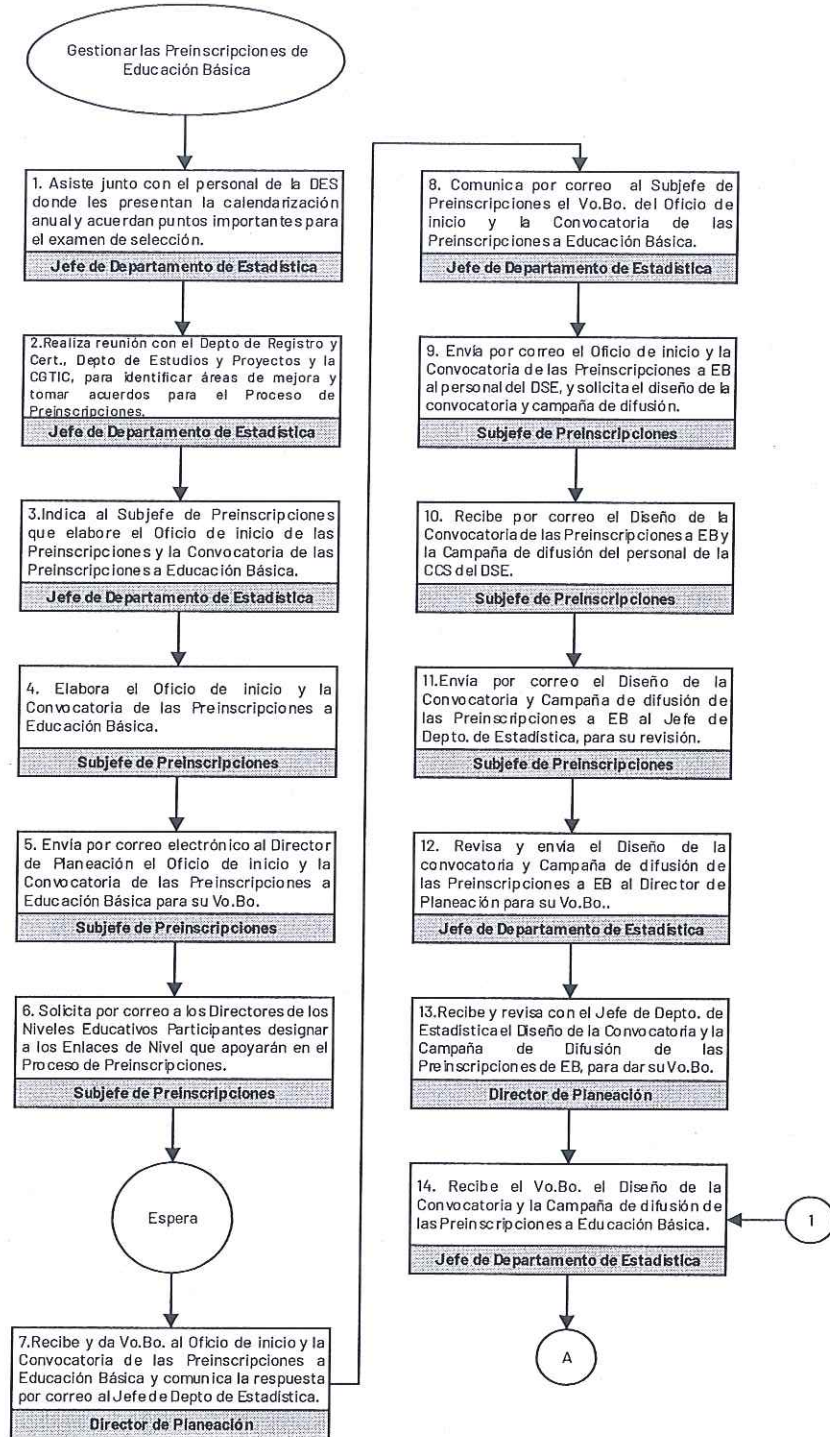 Gestionar las Preinscripciones de
Educación Básica
1. Asiste junto con el personal de la DES
donde les presentan la calendarización
anual y acuerdan puntos importantes para
el examen de selección.
Jefe de Departamento de Estadística
2.Realiza reunión con el Depto de Registro y
Cert., Depto de Estudios y Proyectos y la
CGTIC, para identificar áreas de mejora y
tomar acuerdos para el Proceso de
Preinscripciones.
Jefe de Departamento de Estadística
3.Indica al Subjefe de Preinscripciones
que elabore el Oficio de inicio de las
Preinscripciones y la Convocatoria de las
Preinscripciones a Educación Básica.
Jefe de Departamento de Estadística
4. Elabora el Oficio de inicio y la
Convocatoria de las Preinscripciones a
Educación Básica.
Subjefe de Preinscripciones
5. Envía por correo electrónico al Director
de Planeación el Oficio de inicio y la
Convocatoria de las Preinscripciones a
Educación Básica para su Vo.Bo.
Subjefe de Preinscripciones
6. Solicita por correo a los Directores de los
Niveles Educativos Participantes designar
a los Enlaces de Nivel que apoyarán en el
Proceso de Preinscripciones.
Subjefe de Preinscripciones
Espera
7.Recibe y da Vo.Bo. al Oficio de inicio y la
Convocatoria de las Preinscripciones a
Educación Básica y comunica la respuesta
por correo al Jefe de Depto de Estadística.
Director de Planeación
8. Comunica por correo al Subjefe de
Preinscripciones el Vo.Bo. del Oficio de
inicio y la Convocatoria de las
Preinscripciones a Educación Básica.
Jefe de Departamento de Estadística
9. Envía por correo el Oficio de inicio y la
Convocatoria de las Preinscripciones a EB
al personal del DSE, y solicita el diseño de la
convocatoria y campaña de difusión.
Subjefe de Preinscripciones
10. Recibe por correo el Diseño de la
Convocatoria de las Preinscripciones a EB y
la Campaña de difusión del personal de la
CCS del DSE.
Subjefe de Preinscripciones
11.Envía por correo el Diseño de la
Convocatoria y Campaña de difusión de
las Preinscripciones a EB al Jefe de
Depto. de Estadística, para su revisión.
Subjefe de Preinscripciones
12. Revisa y envía el Diseño de la
convocatoria y Campaña de difusión de
las Preinscripciones a EB al Director de
Planeación para su Vo.Bo..
Jefe de Departamento de Estadística
13.Recibe y revisa con el Jefe de Depto. de
Estadística el Diseño de la Convocatoria y la
Campaña de Difusión de las
Preinscripciones de EB, para dar su Vo.Bo.
Director de Planeación
14. Recibe el Vo.Bo. el Diseño de la
Convocatoria y la Campaña de difusión de
las Preinscripciones a Educación Básica.
Jefe de Departamento de Estadística
1
A